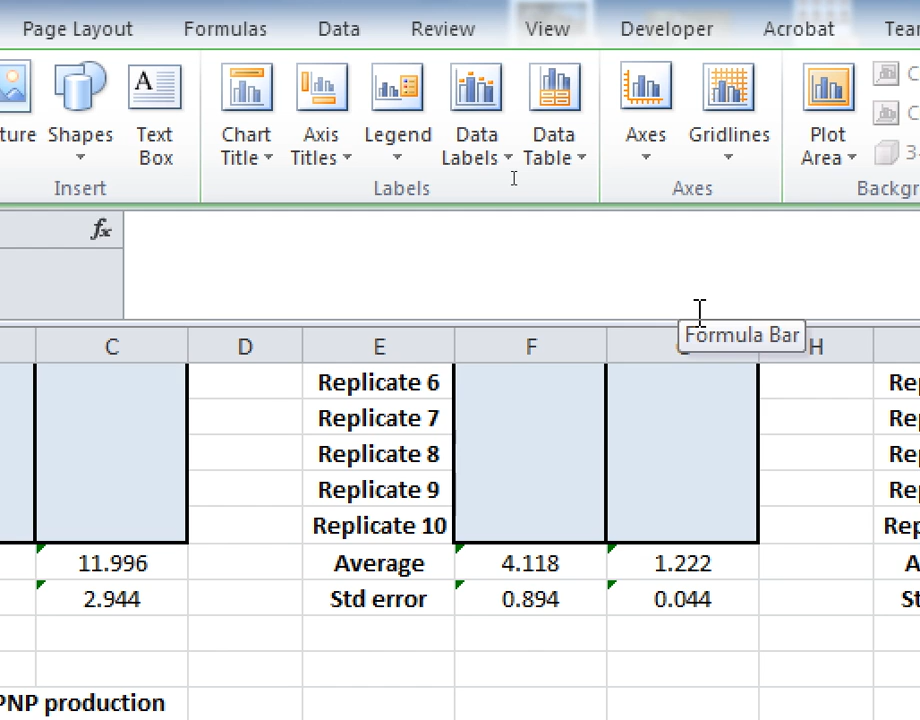 Page Layout Formulas Data Review View Developer Acrobat
Shapes Text Box Chart Title Axis Titles Legend Data Labels Data Table Axes Gridlines Plot Area
Insert Labels Axes
fx
Formula Bar
C D E F H
Replicate 6
Replicate 7
Replicate 8
Replicate 9
Replicate 10
11.996 Average 4.118 1.222
2.944 Std error 0.894 0.044
PNP production